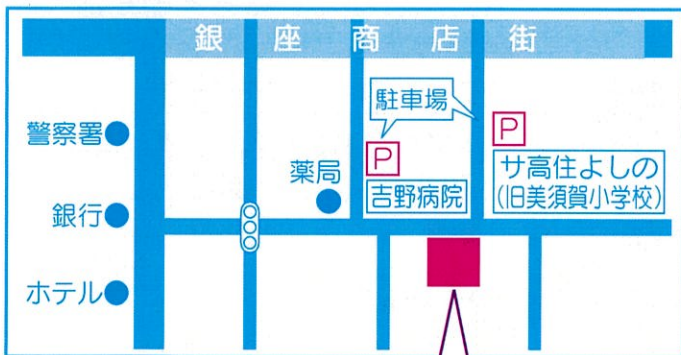 銀座商店街
駐車場
警察署
P
P
薬局
吉野病院
サ高住よしの
(旧美須賀小学校)
銀行
ホテル